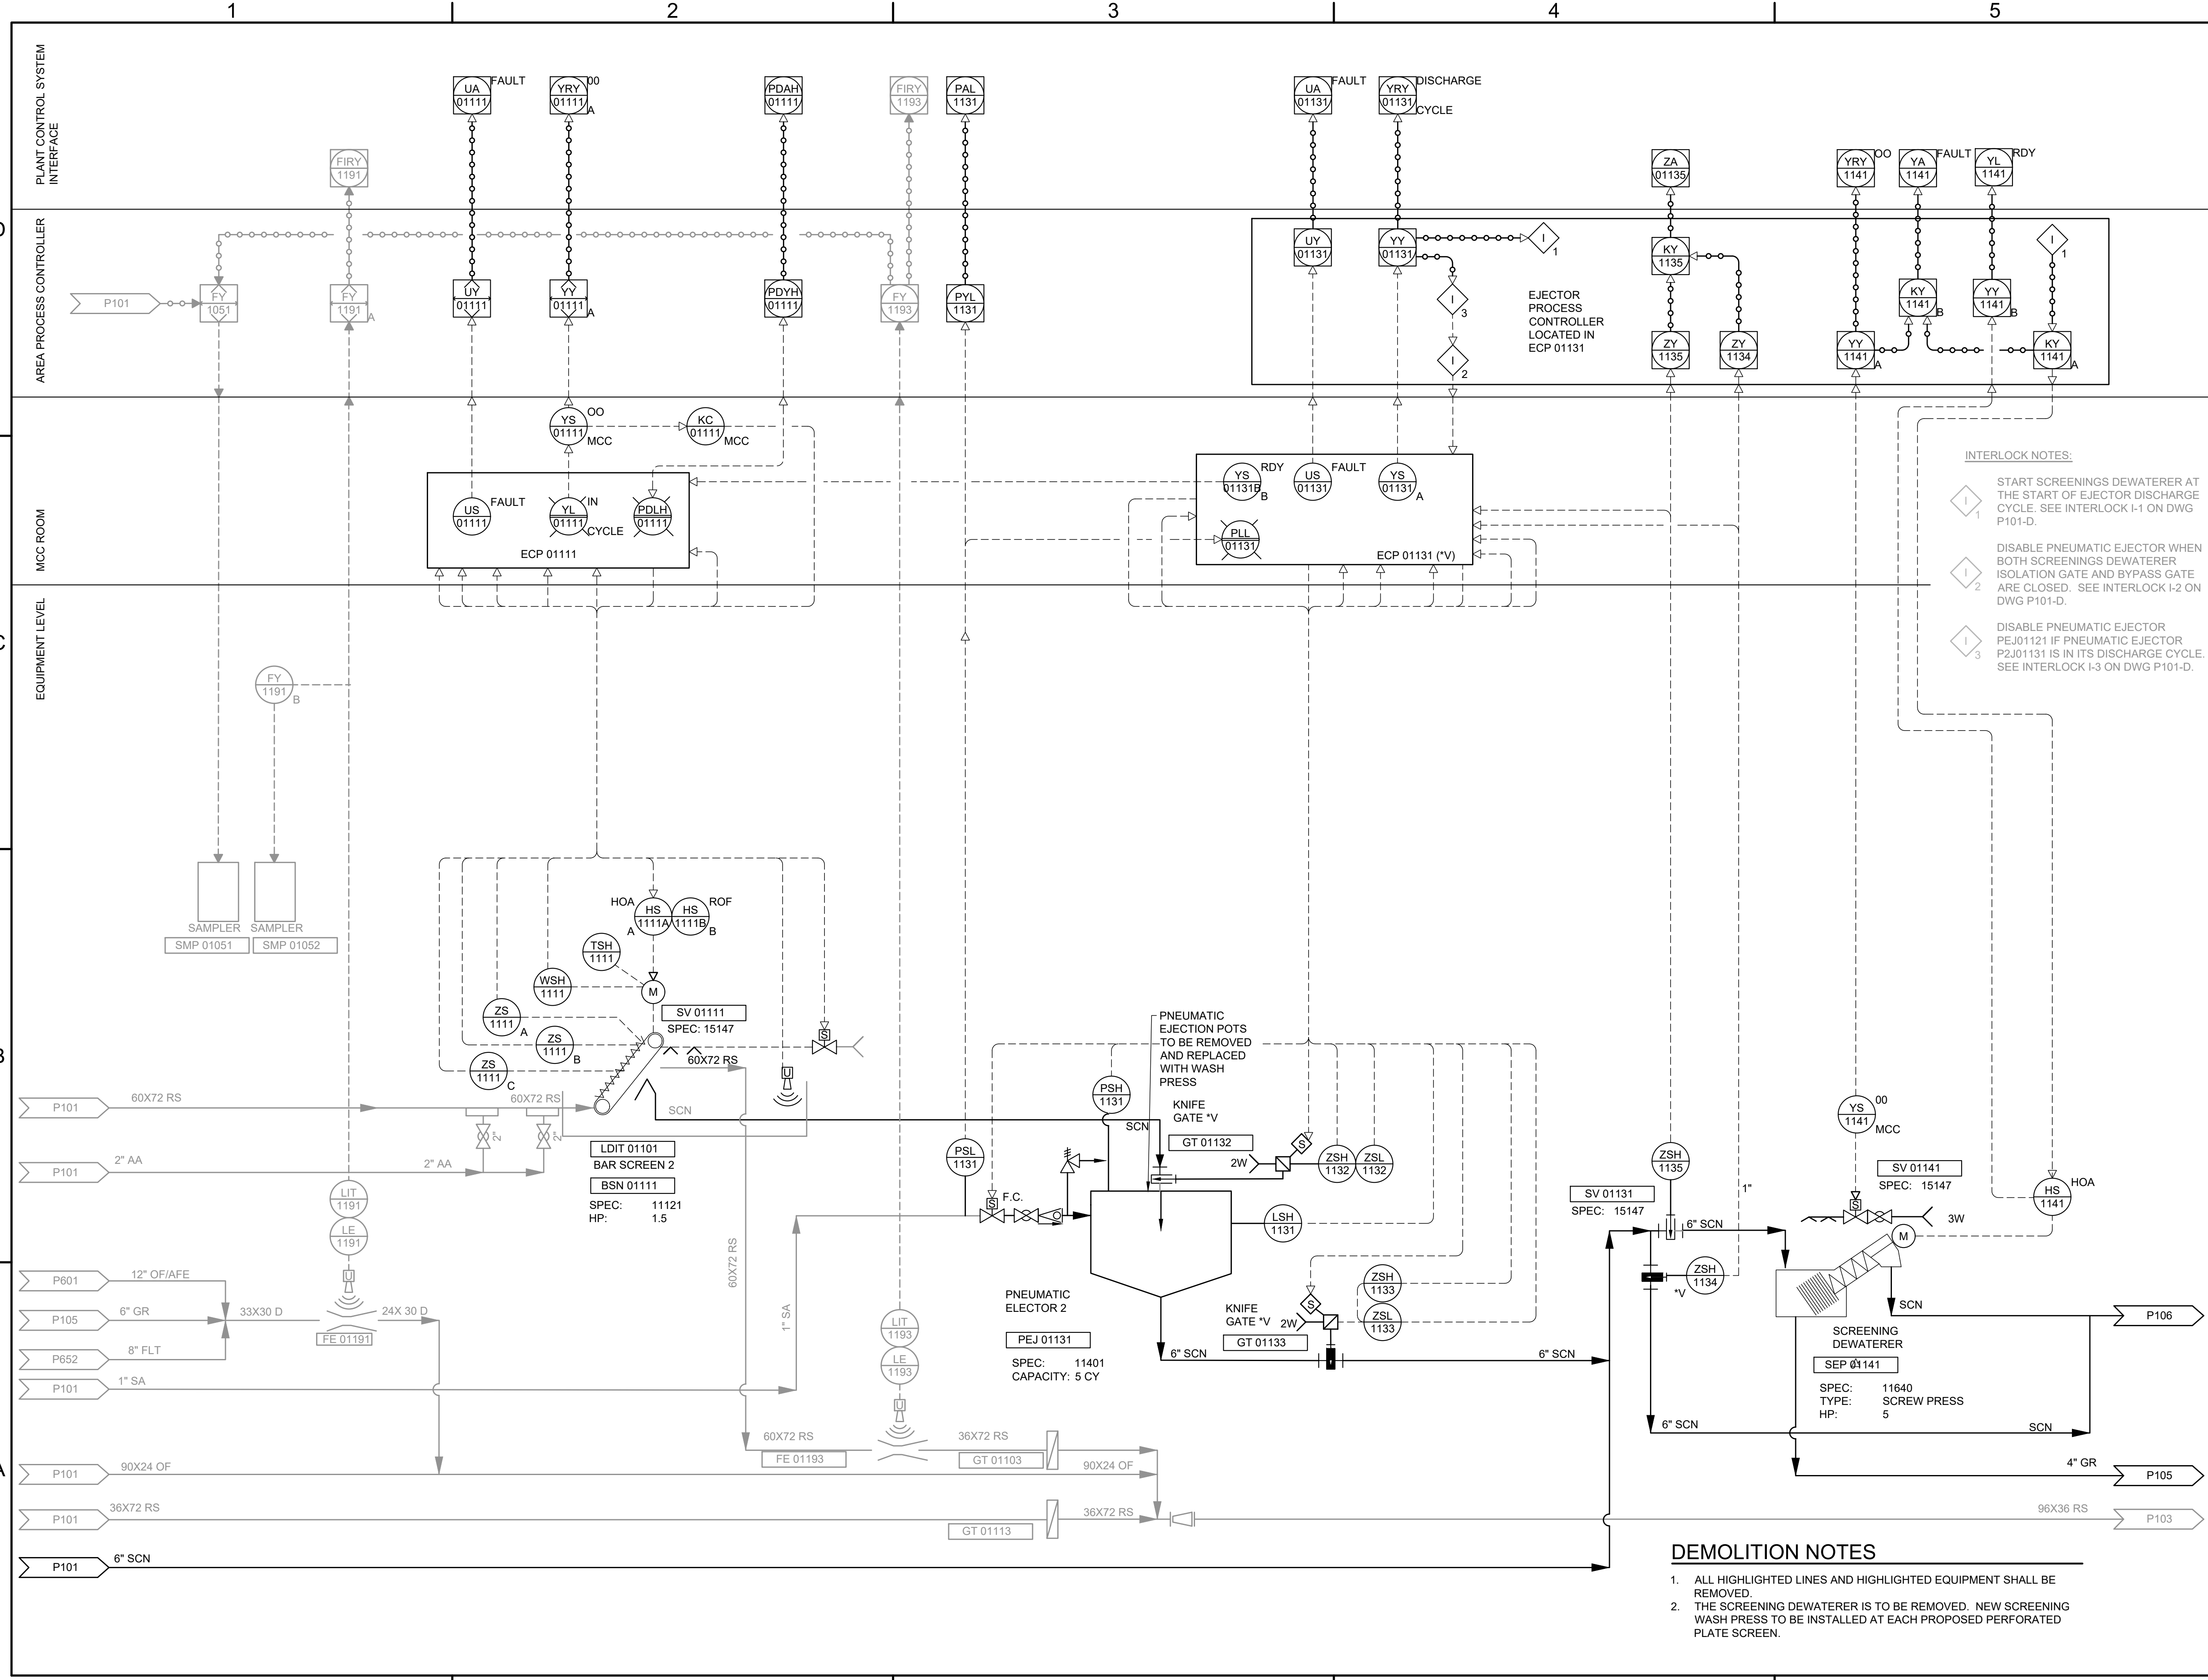 1
2
3
4
5
PLANT CONTROL SYSTEM
INTERFACE
UA
01111
FAULT
YRY
01111
00
A
PDAH
01111
FIRY
1193
PAL
1131
UA
01131
FAULT
YRY
01131
DISCHARGE
CYCLE
FIRY
1191
ZA
01135
YRY
1141
OO
YA
1141
FAULT
YL
1141
RDY
D
AREA PROCESS CONTROLLER
P101
FY
1051
FY
1191
A
UY
01111
YY
01111
A
PDYH
01111
FY
1193
PYL
1131
UY
01131
YY
01131
I
1
I
3
I
2
EJECTOR
PROCESS
CONTROLLER
LOCATED IN
ECP 01131
KY
1135
ZY
1135
ZY
1134
KY
1141
B
YY
1141
B
YY
1141
A
I
1
KY
1141
A
MCC ROOM
YS
01111
OO
MCC
KC
01111
MCC
US
01111
FAULT
YL
01111
IN
CYCLE
PDLH
01111
ECP 01111
YS
01131B
RDY
B
US
01131
FAULT
YS
01131
A
PLL
01131
ECP 01131 (*V)
INTERLOCK NOTES:
I
1
START SCREENINGS DEWATERER AT
THE START OF EJECTOR DISCHARGE
CYCLE. SEE INTERLOCK I-1 ON DWG
P101-D.
I
2
DISABLE PNEUMATIC EJECTOR WHEN
BOTH SCREENINGS DEWATERER
ISOLATION GATE AND BYPASS GATE
ARE CLOSED. SEE INTERLOCK I-2 ON
DWG P101-D.
I
3
DISABLE PNEUMATIC EJECTOR
PEJ01121 IF PNEUMATIC EJECTOR
P2J01131 IS IN ITS DISCHARGE CYCLE.
SEE INTERLOCK I-3 ON DWG P101-D.
C
EQUIPMENT LEVEL
FY
1191
B
SAMPLER
SMP 01051
SAMPLER
SMP 01052
HOA
HS
1111A
A
HS
1111B
ROF
B
TSH
1111
WSH
1111
M
ZS
1111
A
ZS
1111
B
ZS
1111
C
SV 01111
SPEC: 15147
S
60X72 RS
U
B
P101
60X72 RS
60X72 RS
SCN
2"
2"
P101
2" AA
2" AA
LDIT 01101
BAR SCREEN 2
BSN 01111
SPEC: 11121
HP: 1.5
LIT
1191
LE
1191
U
P601
12" OF/AFE
P105
6" GR
33X30 D
24X 30 D
FE 01191
P652
8" FLT
P101
1" SA
60X72 RS
1" SA
PNEUMATIC
EJECTION POTS
TO BE REMOVED
AND REPLACED
WITH WASH
PRESS
PSH
1131
SCN
KNIFE
GATE *V
GT 01132
S
2W
ZSH
1132
ZSL
1132
PSL
1131
S
F.C.
LSH
1131
PNEUMATIC
ELECTOR 2
PEJ 01131
SPEC: 11401
CAPACITY: 5 CY
6" SCN
KNIFE
GATE *V
2W
GT 01133
S
ZSH
1133
ZSL
1133
6" SCN
LIT
1193
LE
1193
U
60X72 RS
FE 01193
36X72 RS
GT 01103
ZSH
1135
SV 01131
SPEC: 15147
1"
6" SCN
ZSH
1134
*V
6" SCN
YS
1141
00
MCC
SV 01141
SPEC: 15147
S
3W
HS
1141
HOA
M
SCN
SCREENING
DEWATERER
SEP 01141
SPEC: 11640
TYPE: SCREW PRESS
HP: 5
P106
SCN
4" GR
P105
A
P101
90X24 OF
90X24 OF
P101
36X72 RS
GT 01113
36X72 RS
96X36 RS
P103
P101
6" SCN
DEMOLITION NOTES
1. ALL HIGHLIGHTED LINES AND HIGHLIGHTED EQUIPMENT SHALL BE
REMOVED.
2. THE SCREENING DEWATERER IS TO BE REMOVED. NEW SCREENING
WASH PRESS TO BE INSTALLED AT EACH PROPOSED PERFORATED
PLATE SCREEN.